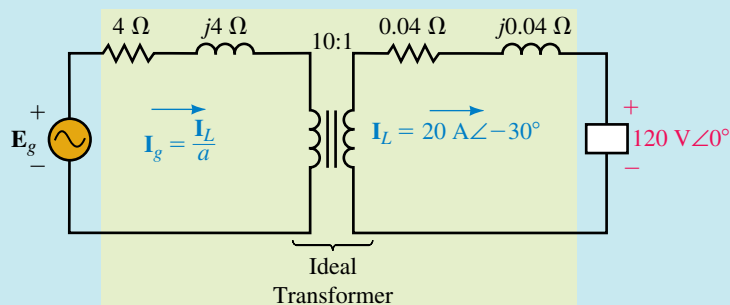 4 Ω
j4 Ω
10:1
0.04 Ω
j0.04 Ω
+
E_g
−
I_g = I_L/a
I_L = 20 A∠−30°
+
120 V∠0°
−
Ideal
Transformer